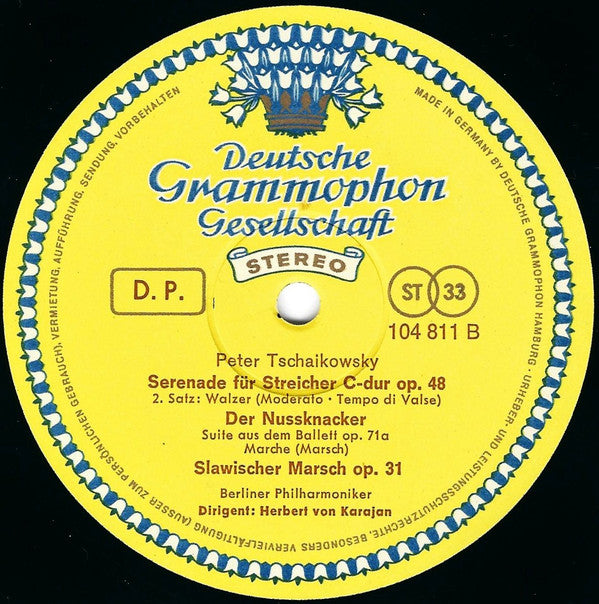 Deutsche
Grammophon
Gesellschaft
STEREO
D. P.
ST 33
104 811 B
Peter Tschaikowsky
Serenade für Streicher C-dur op. 48
2. Satz: Walzer (Moderato · Tempo di Valse)
Der Nussknacker
Suite aus dem Ballett op. 71a
Marche (Marsch)
Slawischer Marsch op. 31
Berliner Philharmoniker
Dirigent: Herbert von Karajan
MADE IN GERMANY BY DEUTSCHE GRAMMOPHON HAMBURG · URHEBER- UND LEISTUNGSSCHUTZRECHTE, BESONDERS VERVIELFÄLTIGUNG (AUSSER ZUM PERSÖNLICHEN GEBRAUCH), VERMIETUNG, AUFFÜHRUNG, SENDUNG, VORBEHALTEN